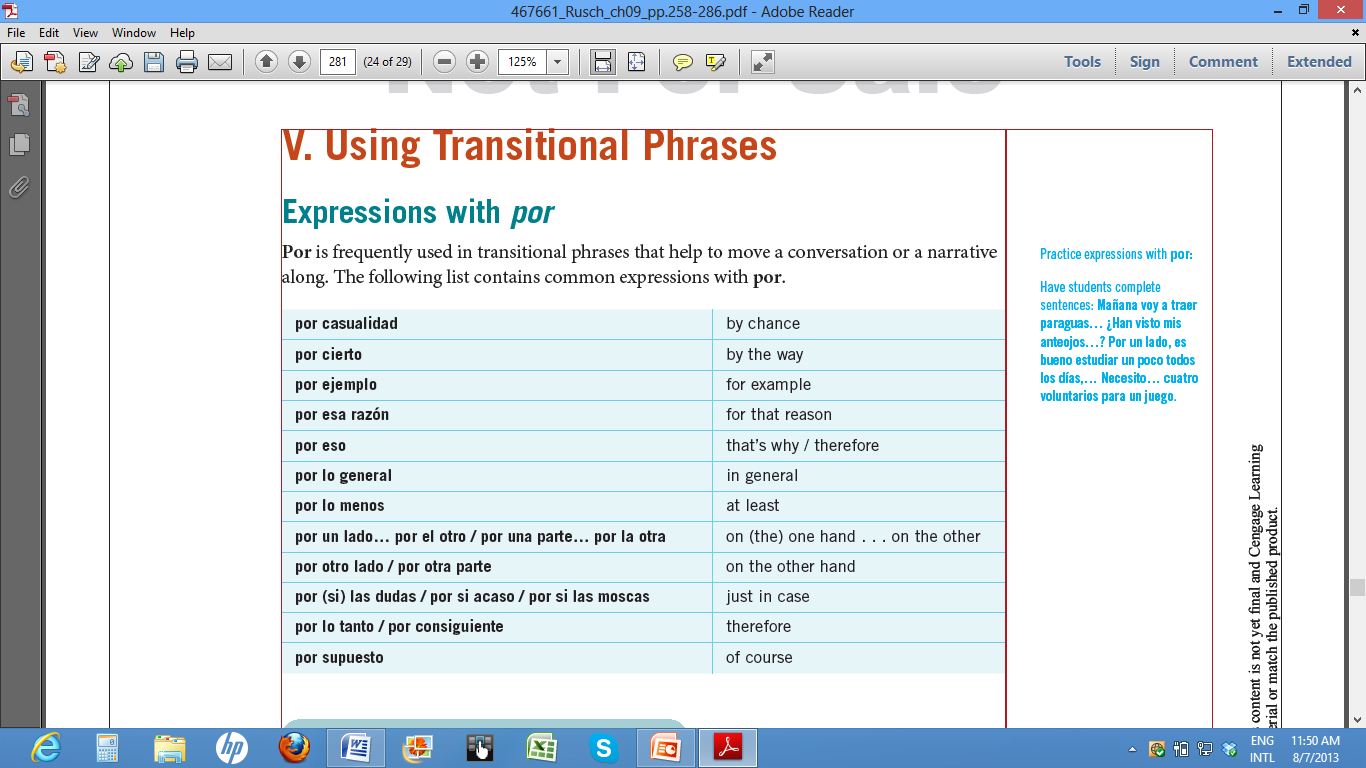 467661_Rusch_ch09_pp.258-286.pdf - Adobe Reader
File Edit View Window Help
281 (24 of 29) 125% Tools Sign Comment Extended
Not For Sale
V. Using Transitional Phrases
Expressions with por
Por is frequently used in transitional phrases that help to move a conversation or a narrative
along. The following list contains common expressions with por.
por casualidad by chance
por cierto by the way
por ejemplo for example
por esa razón for that reason
por eso that's why / therefore
por lo general in general
por lo menos at least
por un lado… por el otro / por una parte… por la otra on (the) one hand . . . on the other
por otro lado / por otra parte on the other hand
por (si) las dudas / por si acaso / por si las moscas just in case
por lo tanto / por consiguiente therefore
por supuesto of course
Practice expressions with por:
Have students complete
sentences: Mañana voy a traer
paraguas… ¿Han visto mis
anteojos…? Por un lado, es
bueno estudiar un poco todos
los días,… Necesito… cuatro
voluntarios para un juego.
content is not yet final and Cengage Learning
erial or match the published product.
ENG
INTL
11:50 AM
8/7/2013